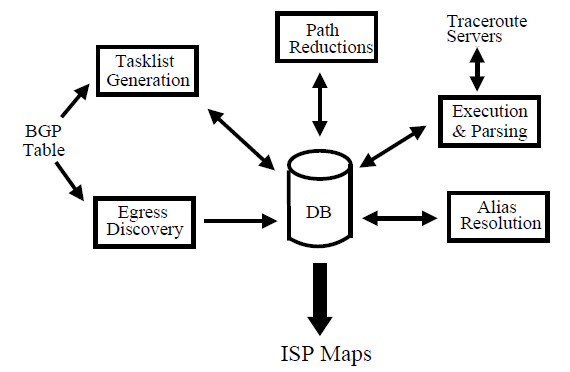 Path
Reductions
Traceroute
Servers
Tasklist
Generation
Execution
& Parsing
BGP
Table
Egress
Discovery
DB
Alias
Resolution
ISP Maps